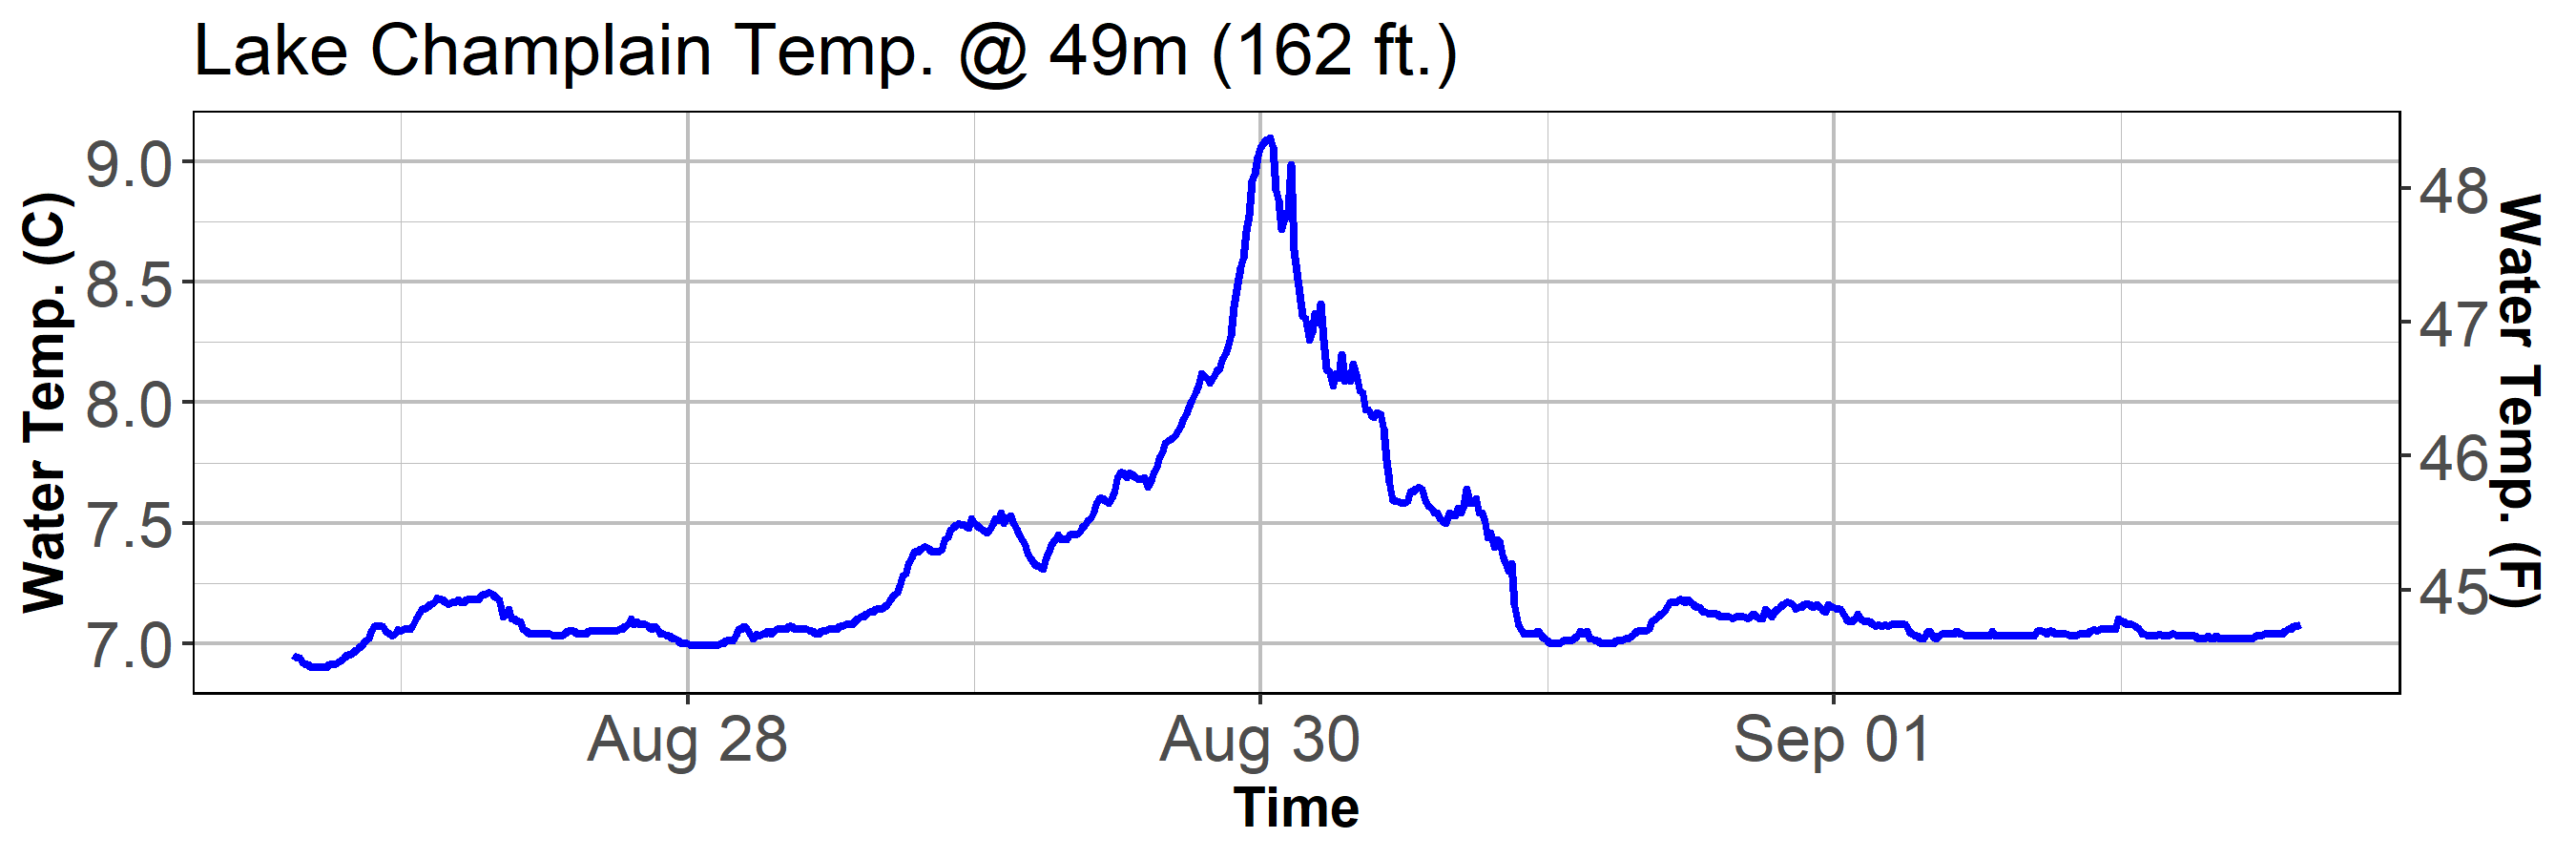 Lake Champlain Temp. @ 49m (162 ft.)
Water Temp. (C)
9.0
8.5
8.0
7.5
7.0
48
47
46
45
Water Temp. (F)
Aug 28
Aug 30
Sep 01
Time